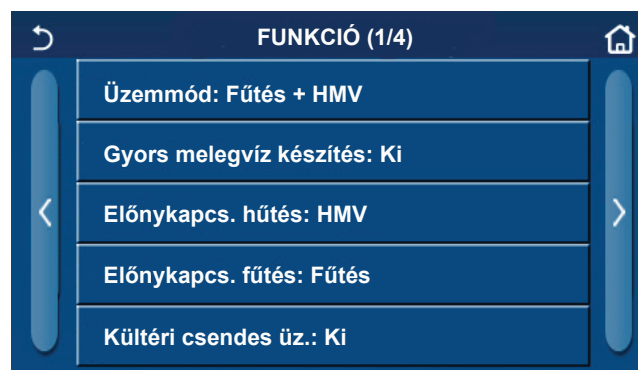 FUNKCIÓ (1/4)
Üzemmód: Fűtés + HMV
Gyors melegvíz készítés: Ki
Előnykapcs. hűtés: HMV
Előnykapcs. fűtés: Fűtés
Kültéri csendes üz.: Ki